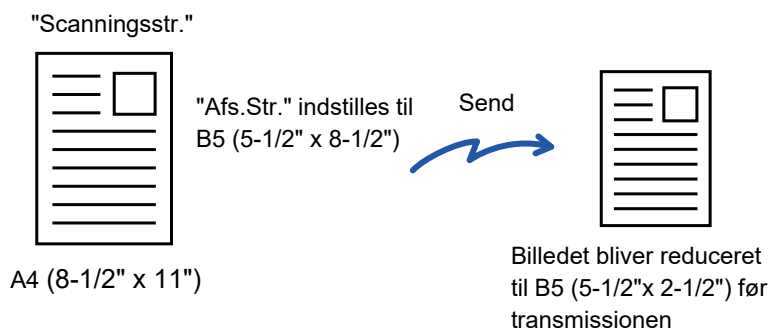 "Scanningsstr."
"Afs.Str." indstilles til
B5 (5-1/2" x 8-1/2")
Send
A4 (8-1/2" x 11")
Billedet bliver reduceret
til B5 (5-1/2"x 2-1/2") før
transmissionen